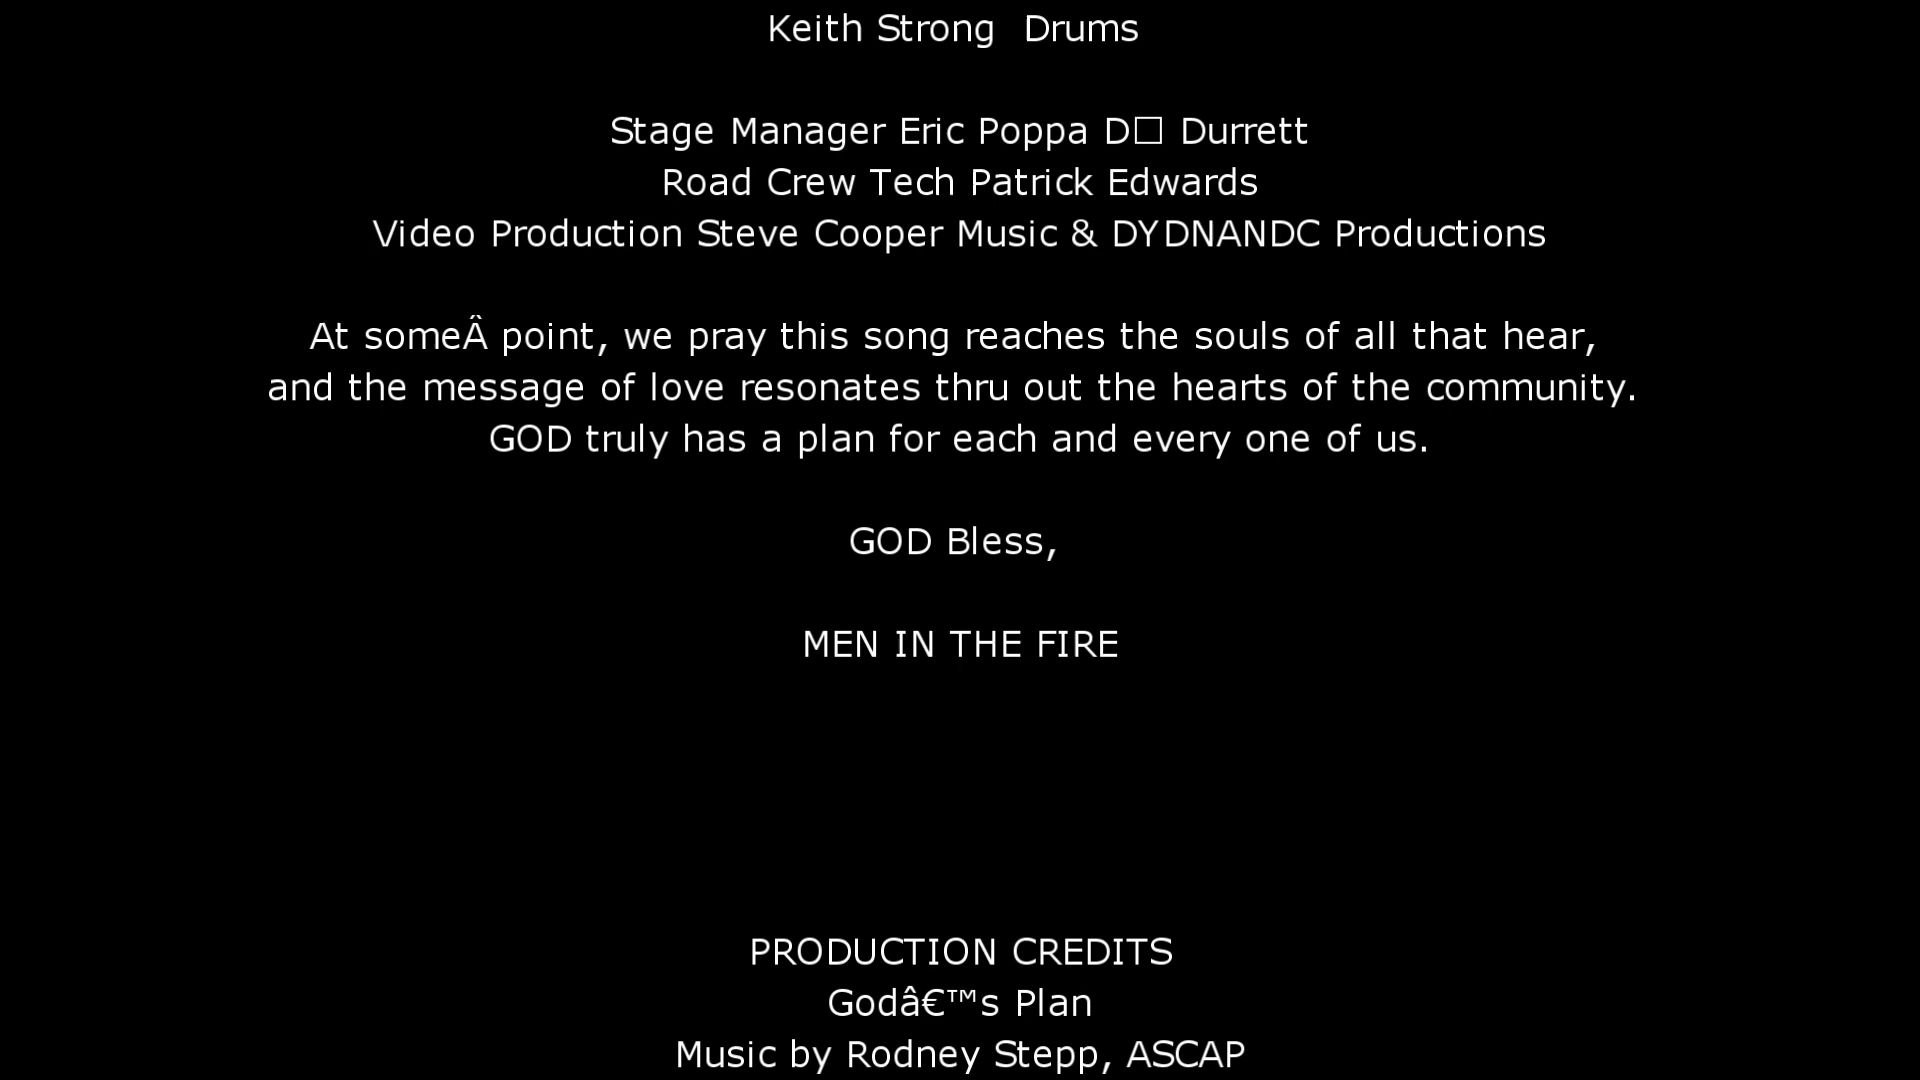 Keith Strong  Drums
Stage Manager Eric Poppa D□ Durrett
Road Crew Tech Patrick Edwards
Video Production Steve Cooper Music & DYDNANDC Productions
At someÂ point, we pray this song reaches the souls of all that hear,
and the message of love resonates thru out the hearts of the community.
GOD truly has a plan for each and every one of us.
GOD Bless,
MEN IN THE FIRE
PRODUCTION CREDITS
Godâ€™s Plan
Music by Rodney Stepp, ASCAP